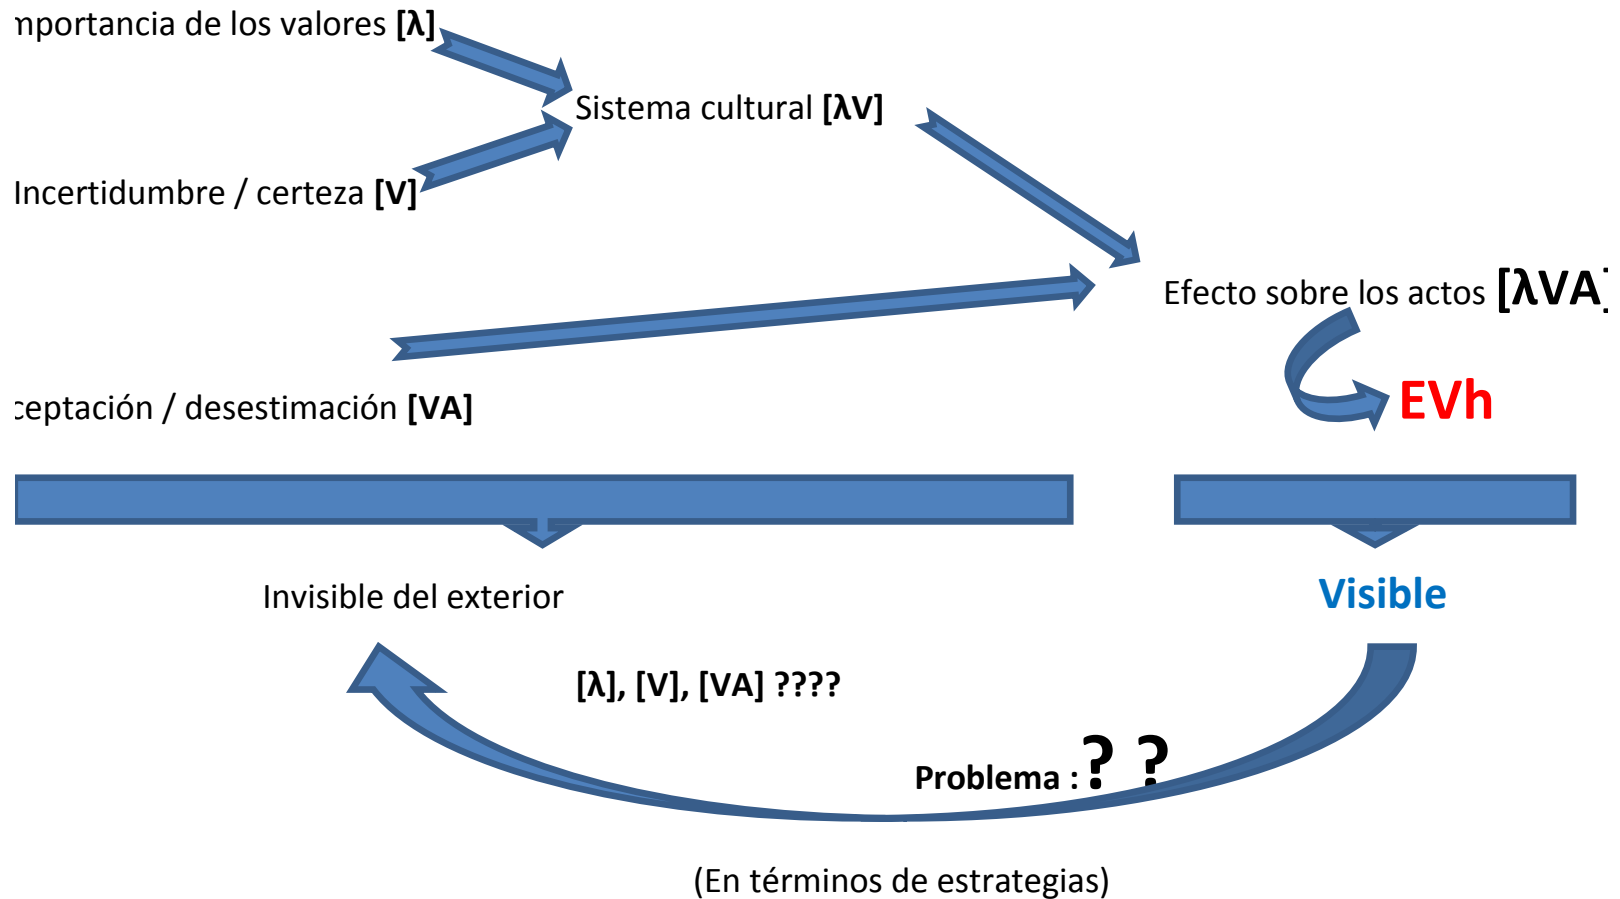 mportancia de los valores [λ]
Sistema cultural [λV]
Incertidumbre / certeza [V]
Efecto sobre los actos [λVA]
EVh
ceptación / desestimación [VA]
Invisible del exterior
Visible
[λ], [V], [VA] ????
Problema : ? ?
(En términos de estrategias)